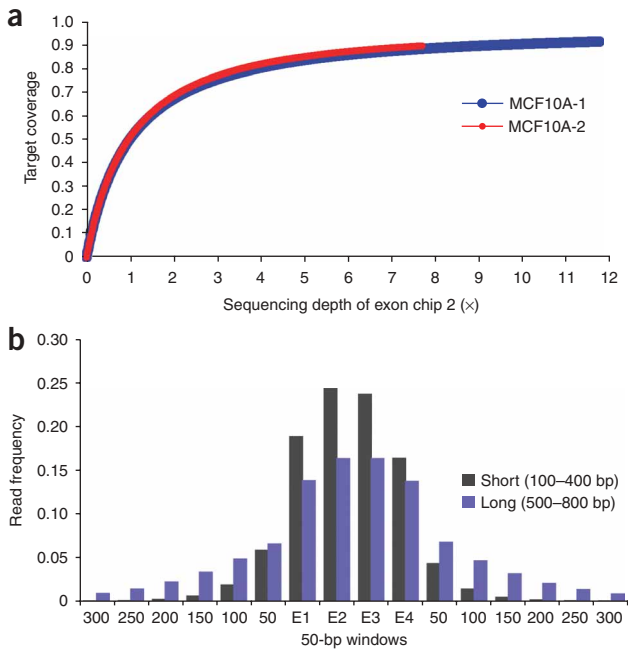 a
1.0
0.9
0.8
0.7
0.6
0.5
0.4
0.3
0.2
0.1
0
Target coverage
MCF10A-1
MCF10A-2
0 1 2 3 4 5 6 7 8 9 10 11 12
Sequencing depth of exon chip 2 (×)
b
0.30
0.25
0.20
0.15
0.10
0.05
0
Read frequency
Short (100–400 bp)
Long (500–800 bp)
300 250 200 150 100 50 E1 E2 E3 E4 50 100 150 200 250 300
50-bp windows